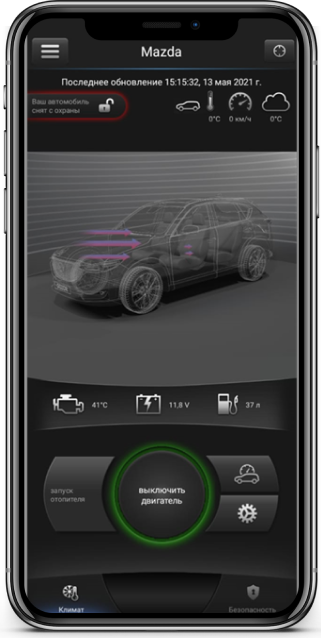 Mazda
Последнее обновление 15:15:32, 13 мая 2021 г.
Ваш автомобиль
снят с охраны
0°C
0 км/ч
0°C
41°C
11,8 V
37 л
запуск
отопителя
выключить
двигатель
Климат
Безопасность